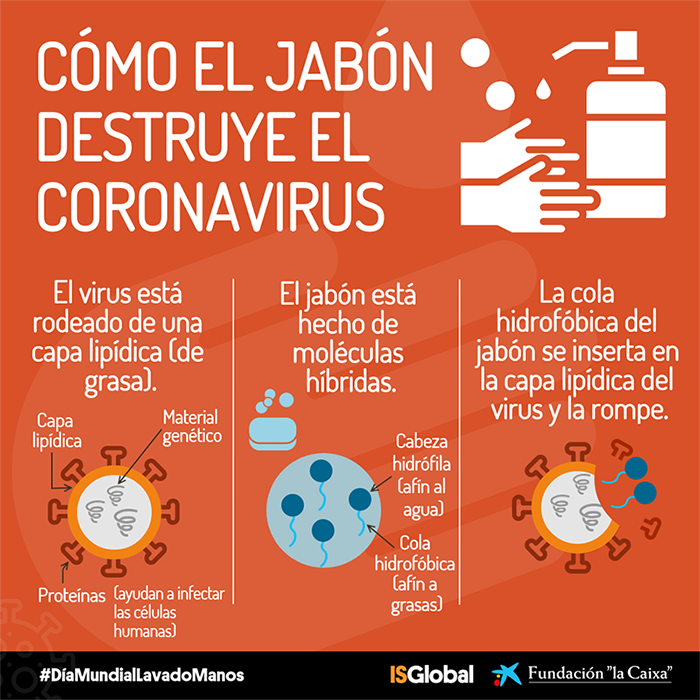 CÓMO EL JABÓN
DESTRUYE EL
CORONAVIRUS
El virus está
rodeado de una
capa lipídica (de
grasa).
Capa
lipídica
Material
genético
Proteínas
(ayudan a infectar
las células
humanas)
El jabón está
hecho de
moléculas
híbridas.
Cabeza
hidrófila
(afín al
agua)
Cola
hidrofóbica
(afín a
grasas)
La cola
hidrofóbica del
jabón se inserta en
la capa lipídica del
virus y la rompe.
#DíaMundialLavadoManos
ISGlobal
Fundación "la Caixa"